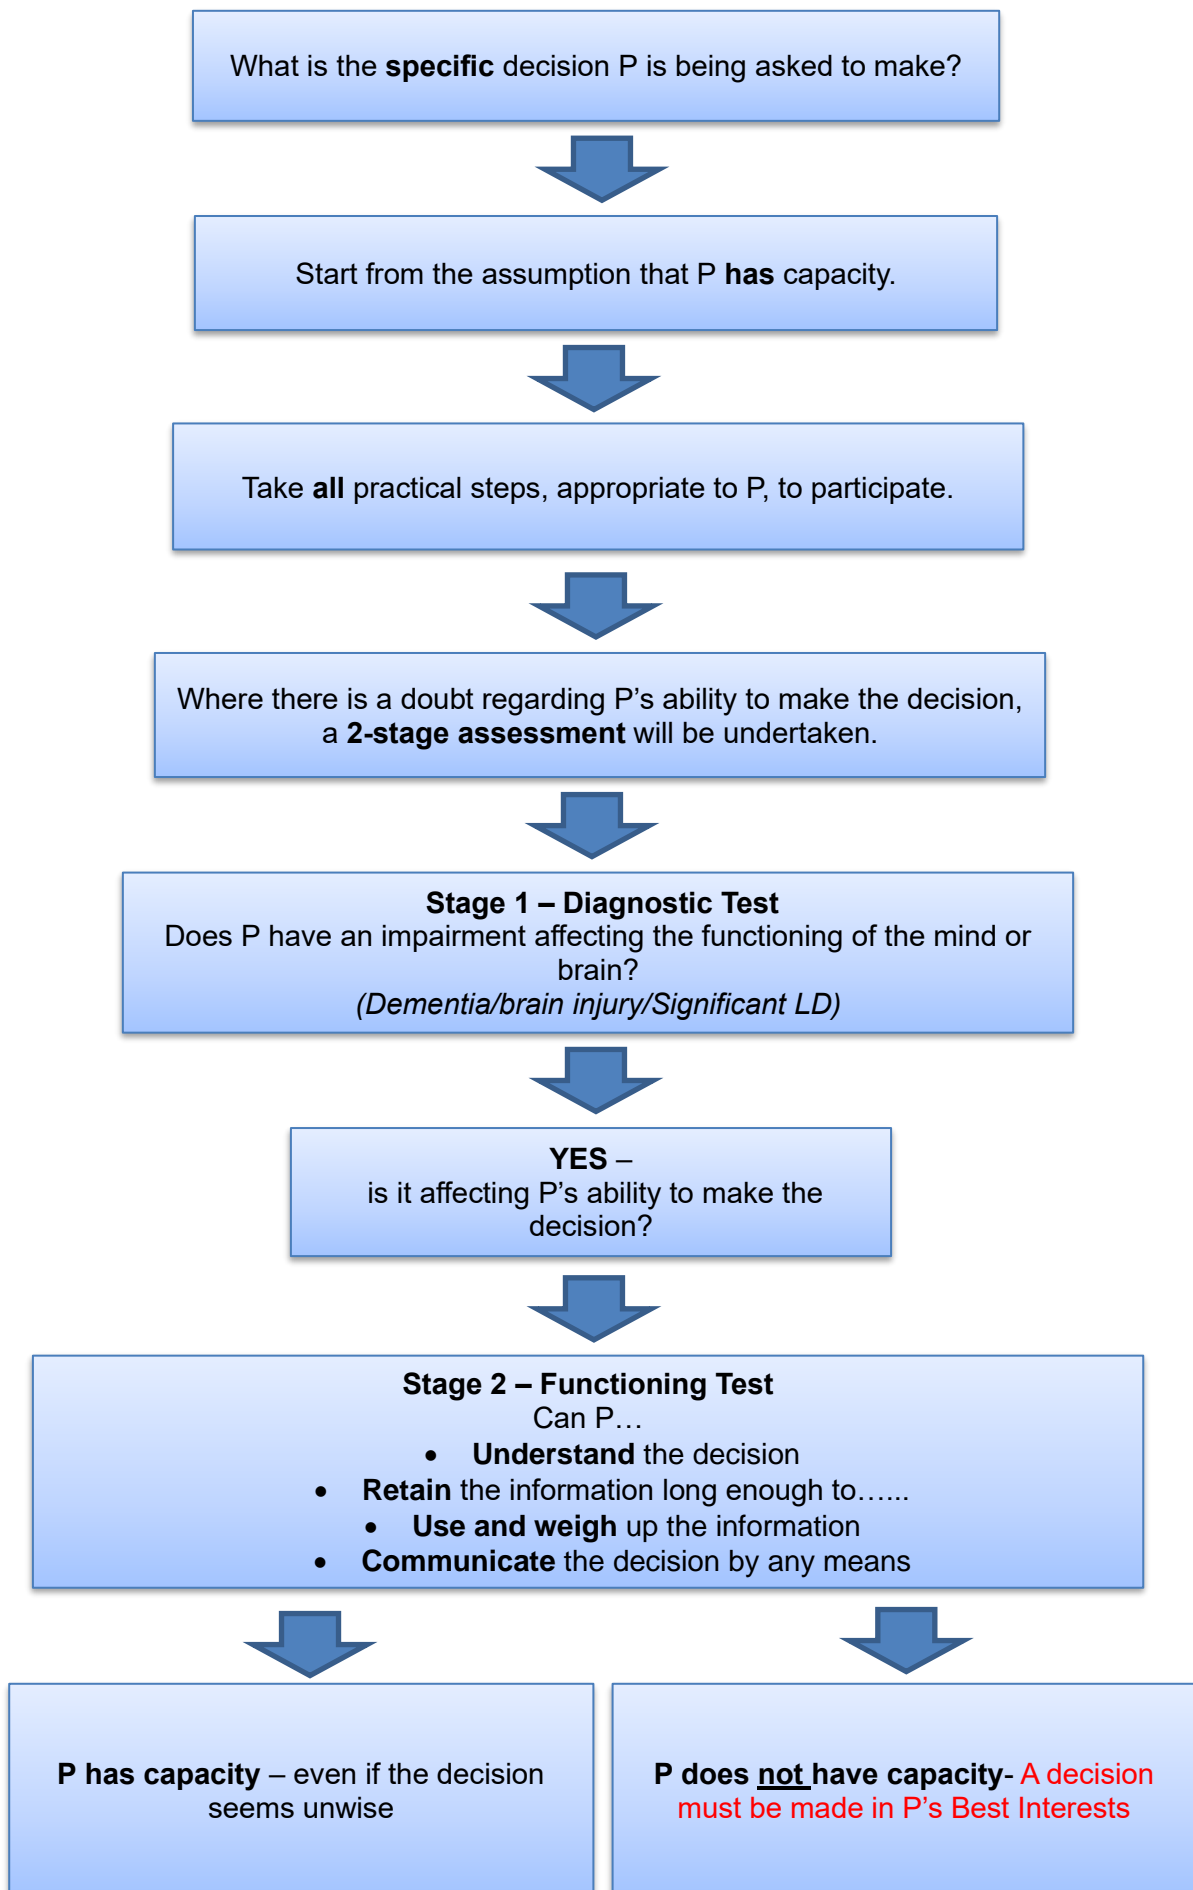 What is the specific decision P is being asked to make?
Start from the assumption that P has capacity.
Take all practical steps, appropriate to P, to participate.
Where there is a doubt regarding P’s ability to make the decision,
a 2-stage assessment will be undertaken.
Stage 1 – Diagnostic Test
Does P have an impairment affecting the functioning of the mind or
brain?
(Dementia/brain injury/Significant LD)
YES –
is it affecting P’s ability to make the
decision?
Stage 2 – Functioning Test
Can P…
• Understand the decision
• Retain the information long enough to…...
• Use and weigh up the information
• Communicate the decision by any means
P has capacity – even if the decision
seems unwise
P does not have capacity- A decision
must be made in P’s Best Interests